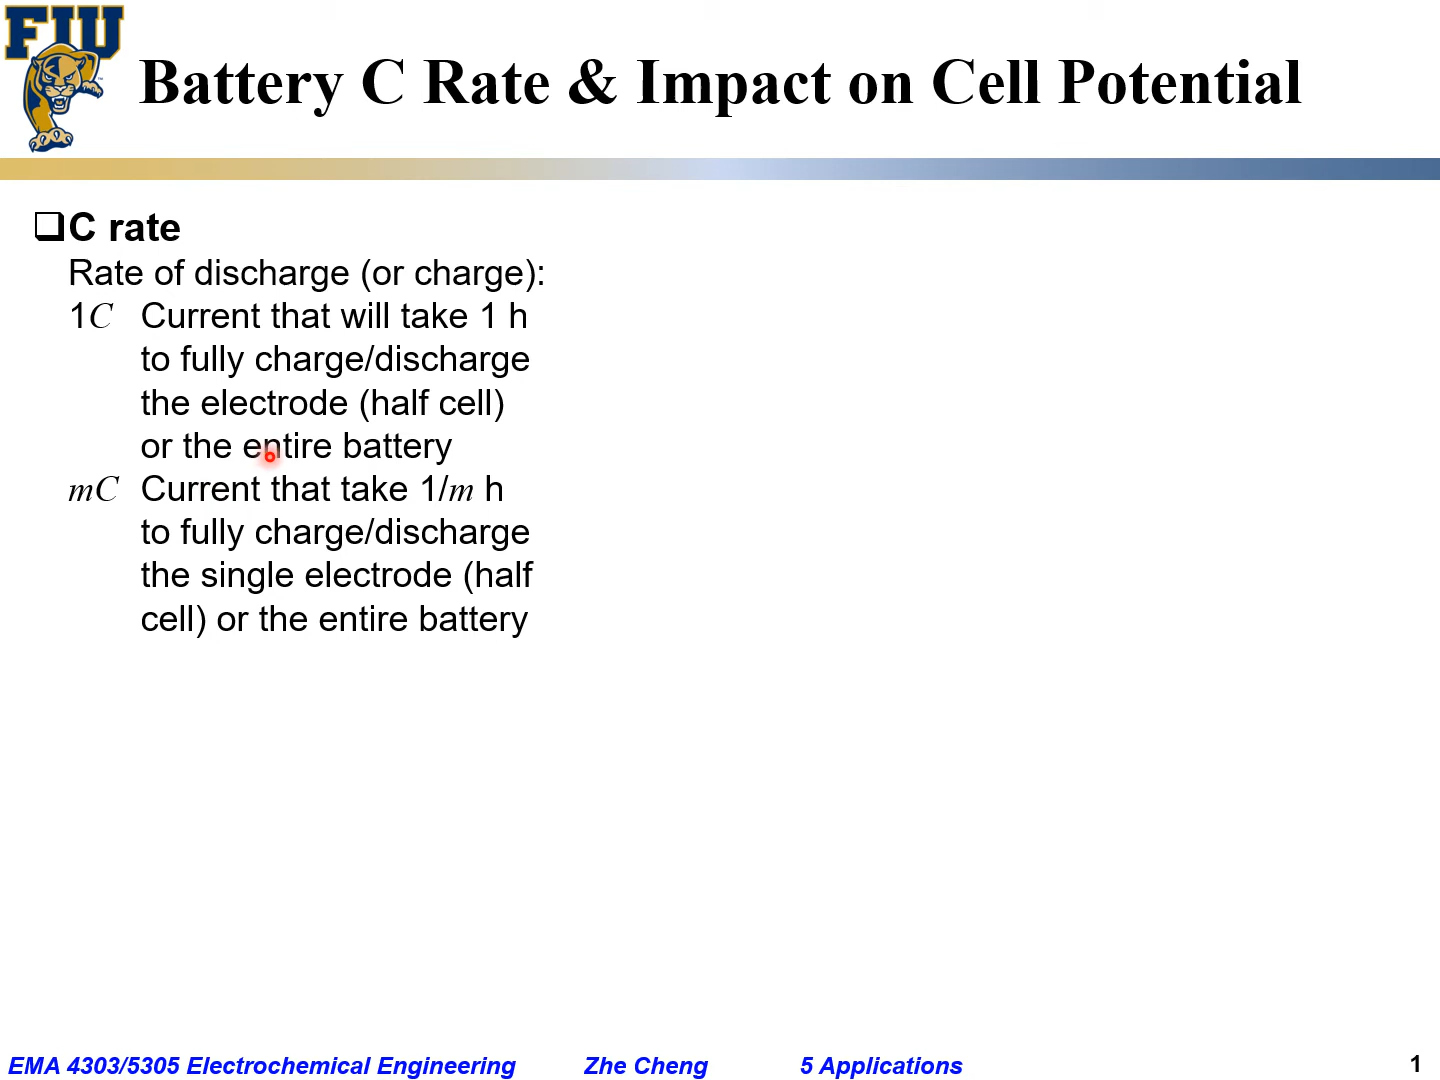 FIU
Battery C Rate & Impact on Cell Potential
C rate
Rate of discharge (or charge):
1C Current that will take 1 h
to fully charge/discharge
the electrode (half cell)
or the entire battery
mC Current that take 1/m h
to fully charge/discharge
the single electrode (half
cell) or the entire battery
EMA 4303/5305 Electrochemical Engineering Zhe Cheng 5 Applications 1